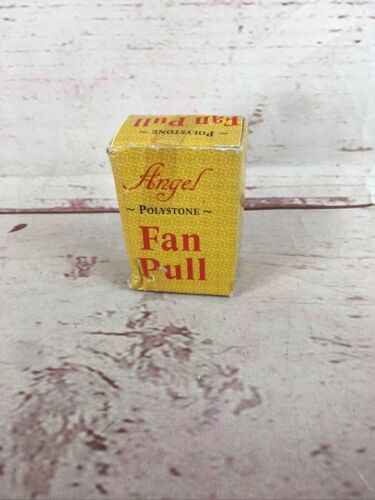 Fan Pull
~ POLYSTONE ~
Angel
~ POLYSTONE ~
Fan
Pull